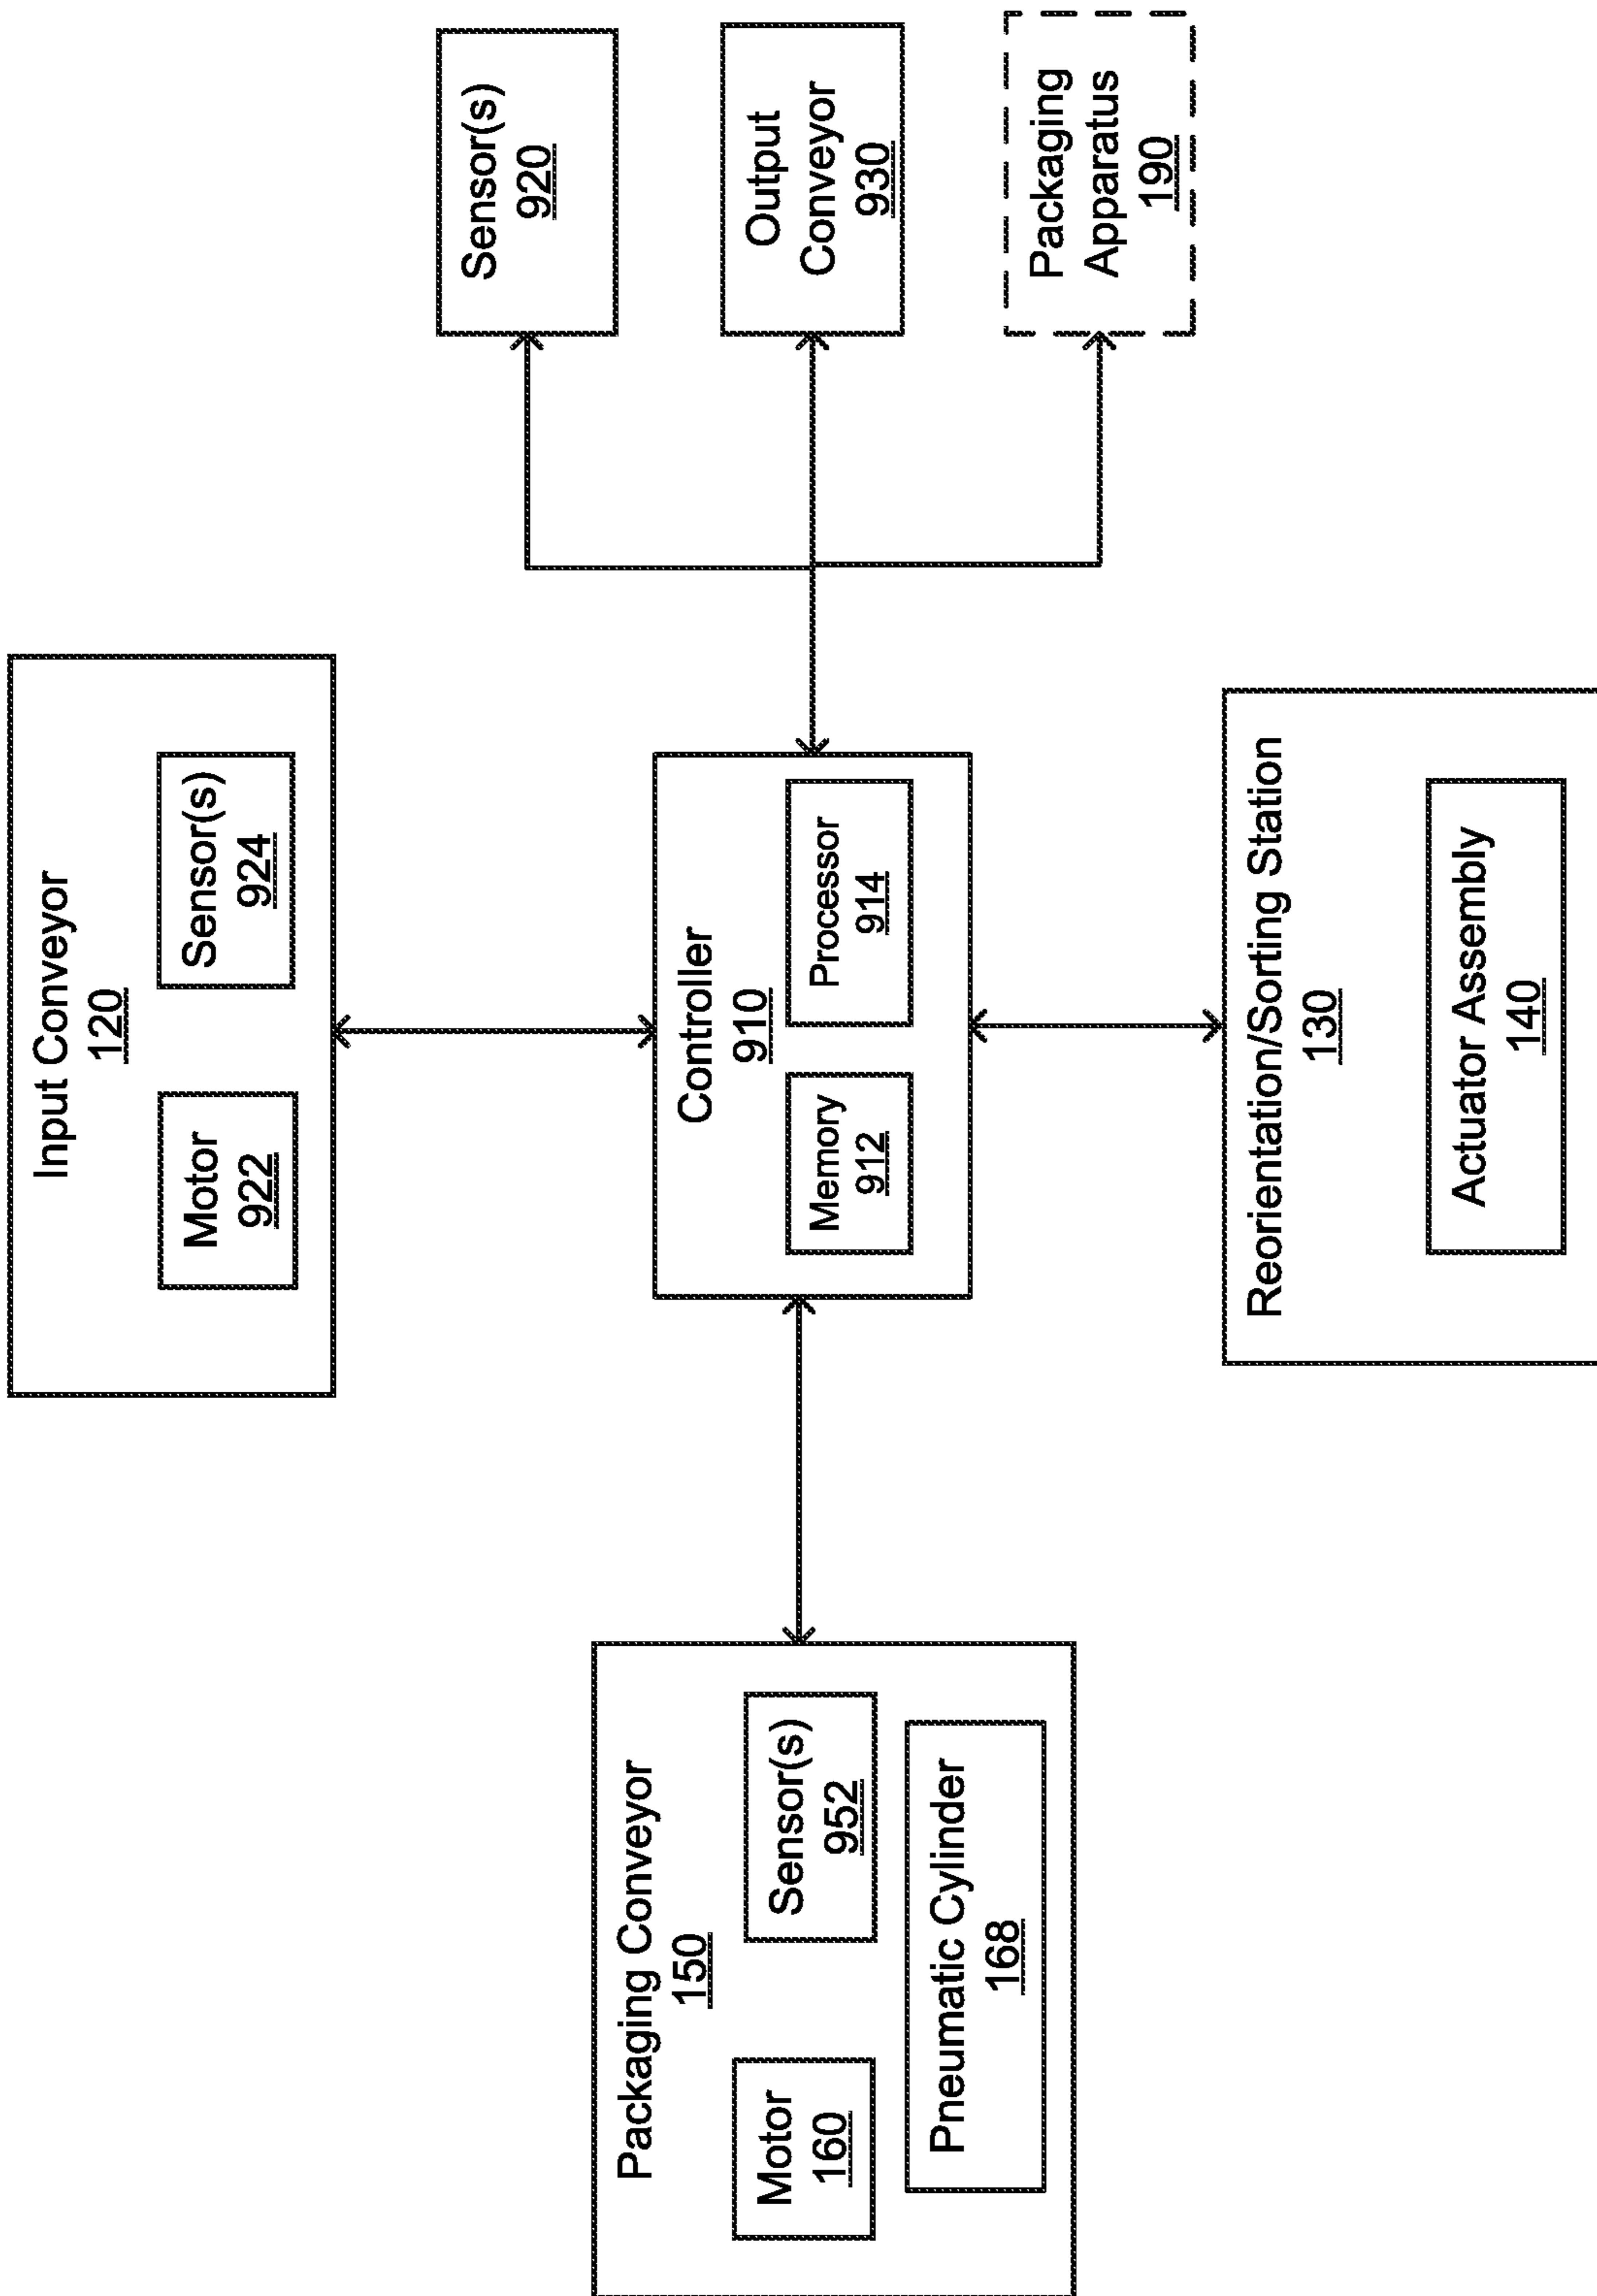 Input Conveyor
120
Motor
922
Sensor(s)
924
Packaging Conveyor
150
Motor
160
Sensor(s)
952
Pneumatic Cylinder
168
Controller
910
Memory
912
Processor
914
Sensor(s)
920
Output
Conveyor
930
Packaging
Apparatus
190
Reorientation/Sorting Station
130
Actuator Assembly
140